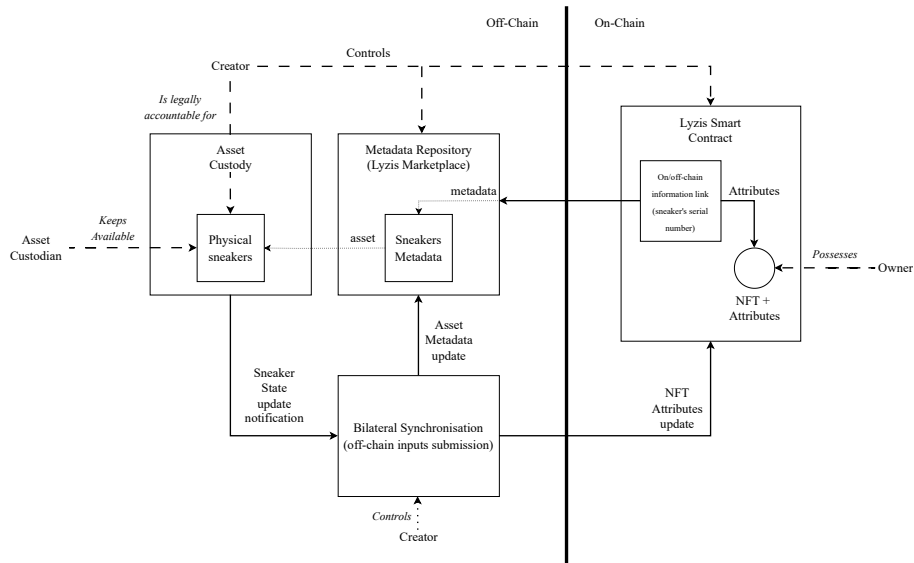 Off-Chain
On-Chain
Controls
Creator
Is legally
accountable for
Asset
Custody
Metadata Repository
(Lyzis Marketplace)
Lyzis Smart
Contract
On/off-chain
information link
(sneaker's serial
number)
metadata
Attributes
Keeps
Available
Asset
Custodian
Physical
sneakers
asset
Sneakers
Metadata
Possesses
Owner
NFT +
Attributes
Asset
Metadata
update
Sneaker
State
update
notification
NFT
Attributes
update
Bilateral Synchronisation
(off-chain inputs submission)
Controls
Creator